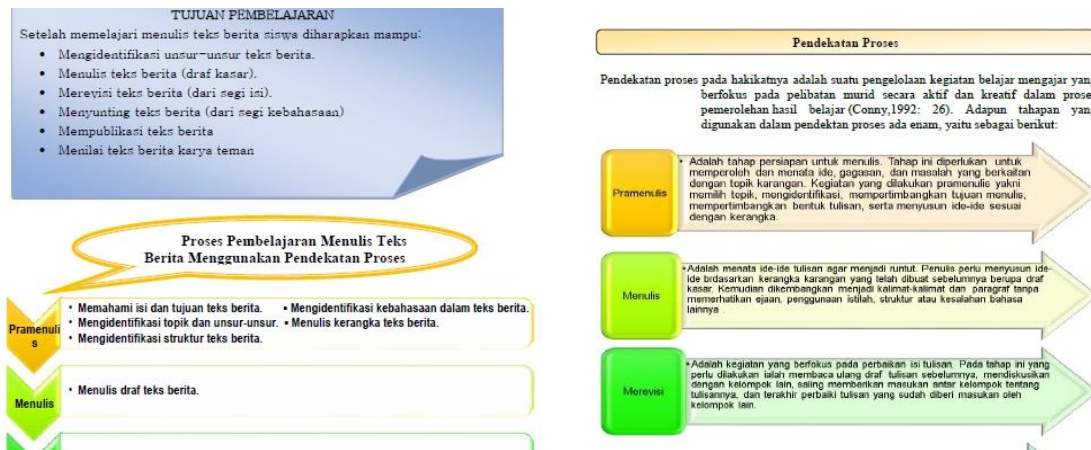 TUJUAN PEMBELAJARAN
Setelah memelajari menulis teks berita siswa diharapkan mampu:
• Mengidentifikasi unsur-unsur teks berita.
• Menulis teks berita (draf kasar).
• Merevisi teks berita (dari segi isi).
• Menyunting teks berita (dari segi kebahasaan)
• Mempublikasi teks berita
• Menilai teks berita karya teman
Proses Pembelajaran Menulis Teks
Berita Menggunakan Pendekatan Proses
Pramenuli
s
• Memahami isi dan tujuan teks berita.
• Mengidentifikasi topik dan unsur-unsur.
• Mengidentifikasi struktur teks berita.
• Mengidentifikasi kebahasaan dalam teks berita.
• Menulis kerangka teks berita.
Menulis
• Menulis draf teks berita.
Pendekatan Proses
Pendekatan proses pada hakikatnya adalah suatu pengelolaan kegiatan belajar mengajar yan
berfokus pada pelibatan murid secara aktif dan kreatif dalam prose
pemerolehan hasil belajar (Conny,1992: 26). Adapun tahapan yan
digunakan dalam pendektan proses ada enam, yaitu sebagai berikut:
Pramenulis
• Adalah tahap persiapan untuk menulis. Tahap ini diperlukan untuk
memperoleh dan menata ide, gagasan, dan masalah yang berkaitan
dengan topik karangan. Kegiatan yang dilakukan pramenulis yakni
memilih topik, mengidentifikasi, mempertimbangkan tujuan menulis,
mempertimbangkan bentuk tulisan, serta menyusun ide-ide sesuai
dengan kerangka.
Menulis
• Adalah menata ide-ide tulisan agar menjadi runtut. Penulis perlu menyusun ide-
ide brdasarkan kerangka karangan yang telah dibuat sebelumnya berupa draf
kasar. Kemudian dikembangkan menjadi kalimat-kalimat dan paragraf tanpa
memerhatikan ejaan, penggunaan istilah, struktur atau kesalahan bahasa
lainnya .
Merevisi
• Adalah kegiatan yang berfokus pada perbaikan isi tulisan. Pada tahap ini yang
perlu dilakukan ialah membaca ulang draf tulisan sebelumnya, mendiskusikan
dengan kelompok lain, saling memberikan masukan antar kelompok tentang
tulisannya, dan terakhir perbaiki tulisan yang sudah diberi masukan oleh
kelompok lain.